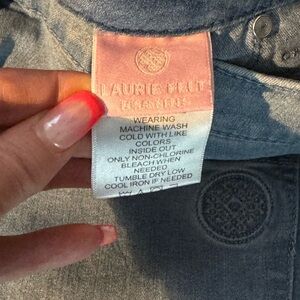 LAURIE FELT
WEARING
MACHINE WASH
COLD WITH LIKE
COLORS
INSIDE OUT
ONLY NON-CHLORINE
BLEACH WHEN
NEEDED
TUMBLE DRY LOW
COOL IRON IF NEEDED